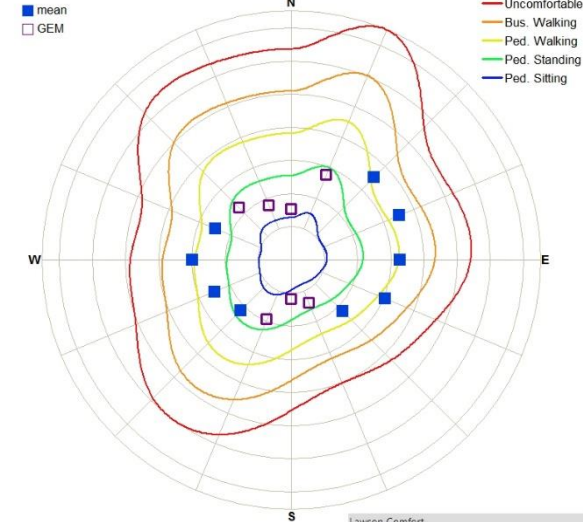 mean
GEM
N
Uncomfortable
Bus. Walking
Ped. Walking
Ped. Standing
Ped. Sitting
W
E
S
Lawson Comfort